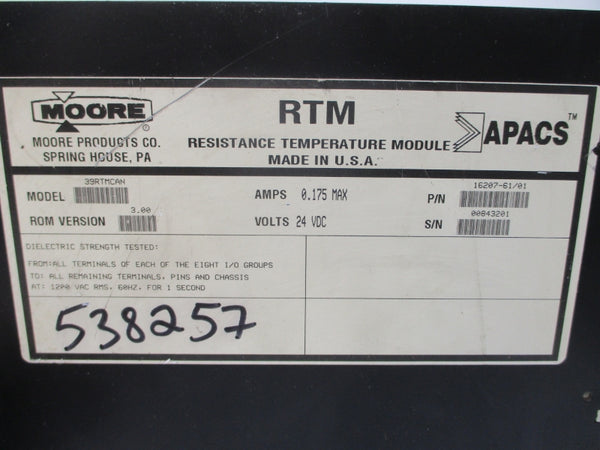 MOORE ®
MOORE PRODUCTS CO.
SPRING HOUSE, PA
RTM
RESISTANCE TEMPERATURE MODULE
MADE IN U.S.A.
APACS™
MODEL 39RTMCAN
AMPS 0.175 MAX
P/N 16207-61/01
ROM VERSION 3.00
VOLTS 24 VDC
S/N 00843201
DIELECTRIC STRENGTH TESTED:
FROM:ALL TERMINALS OF EACH OF THE EIGHT I/O GROUPS
TO: ALL REMAINING TERMINALS, PINS AND CHASSIS
AT: 1200 VAC RMS, 60HZ, FOR 1 SECOND
538257